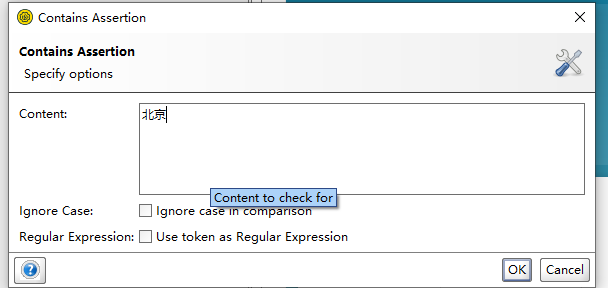 Contains Assertion
Contains Assertion
Specify options
Content:
北京
Content to check for
Ignore Case:
Ignore case in comparison
Regular Expression:
Use token as Regular Expression
?
OK
Cancel